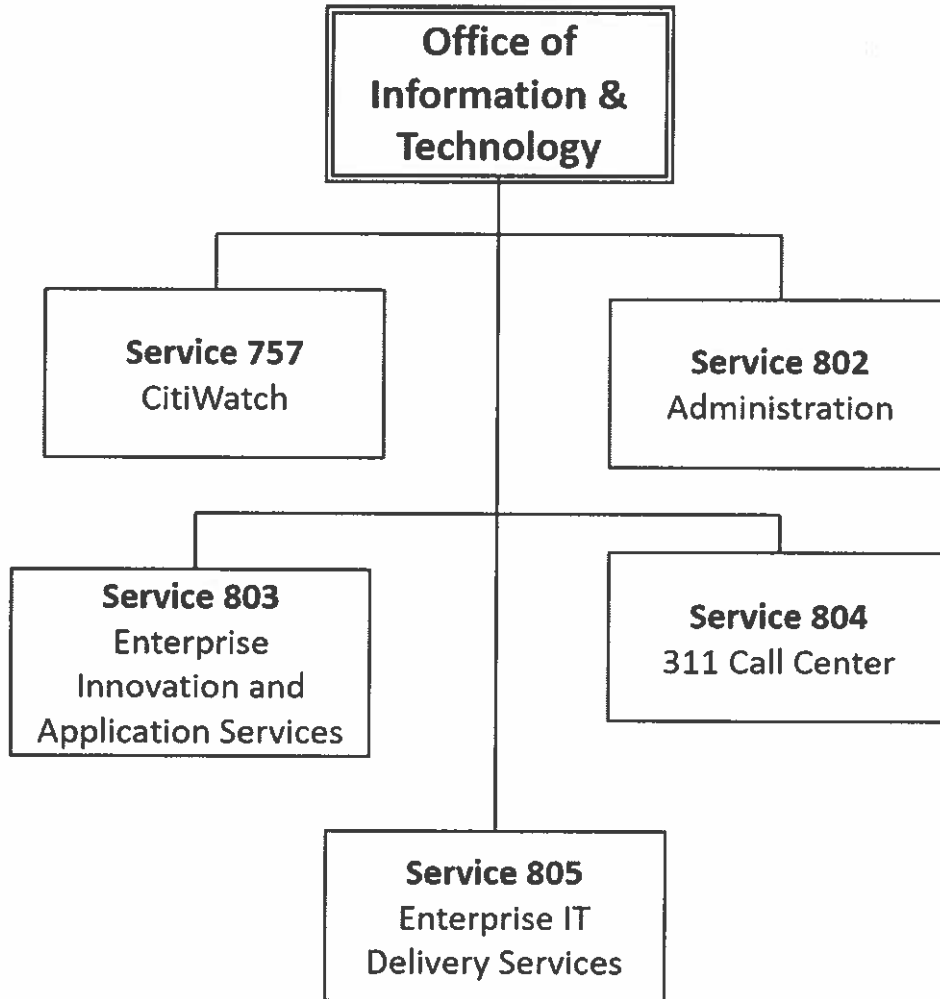 Office of
Information &
Technology
Service 757
CitiWatch
Service 802
Administration
Service 803
Enterprise
Innovation and
Application Services
Service 804
311 Call Center
Service 805
Enterprise IT
Delivery Services